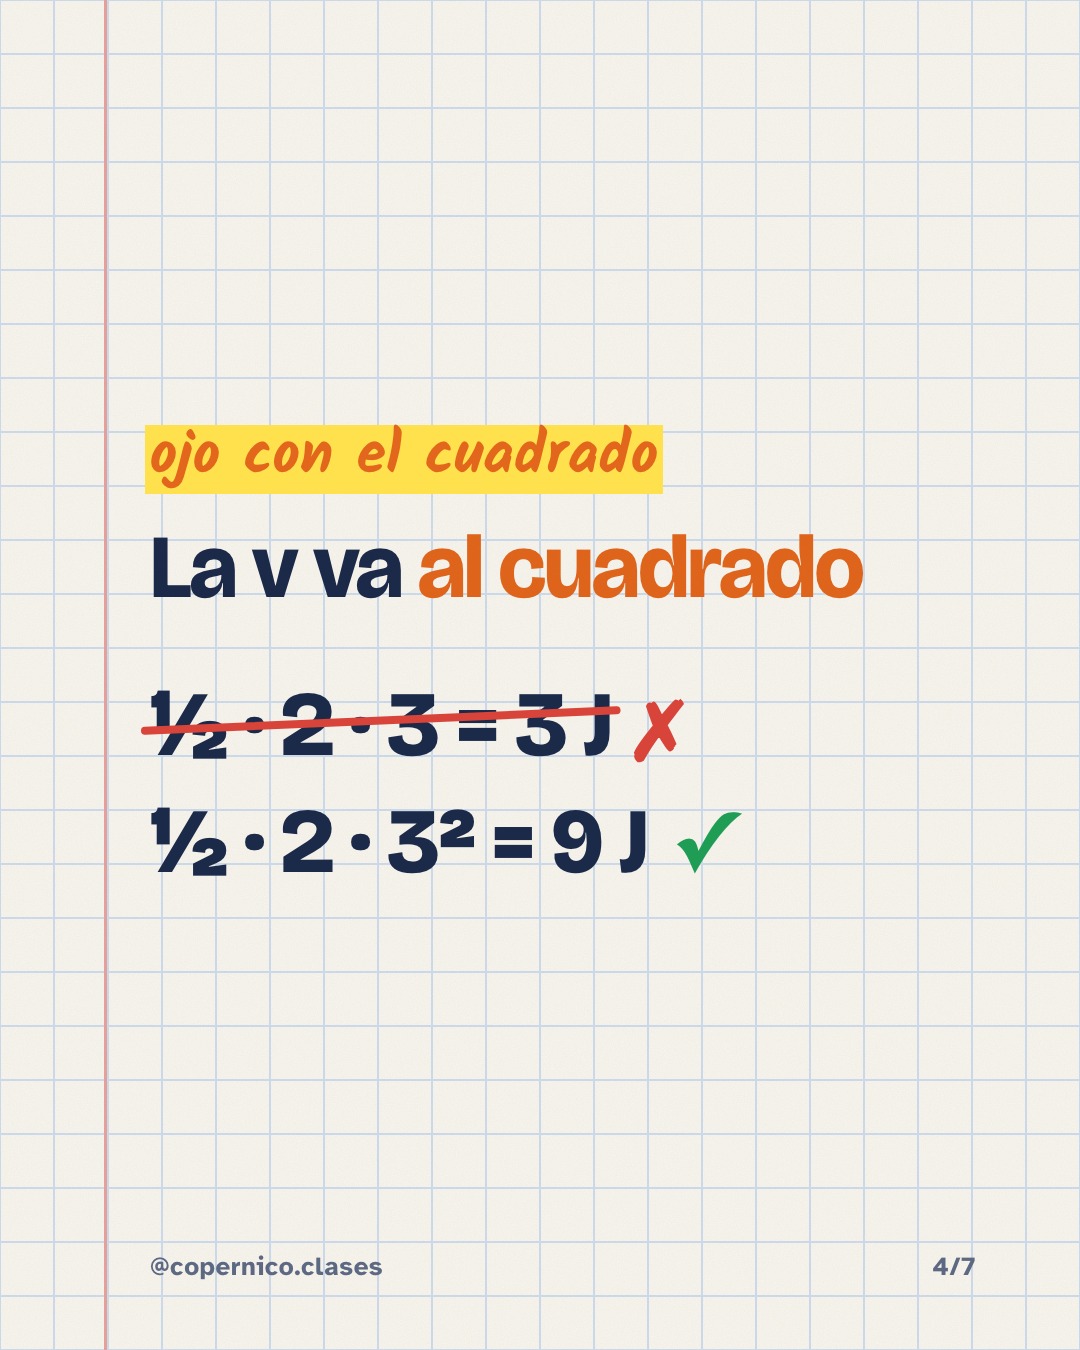 ojo con el cuadrado
La v va al cuadrado
½ · 2 · 3 = 3 J ✗
½ · 2 · 3² = 9 J ✓
@copernico.clases
4/7